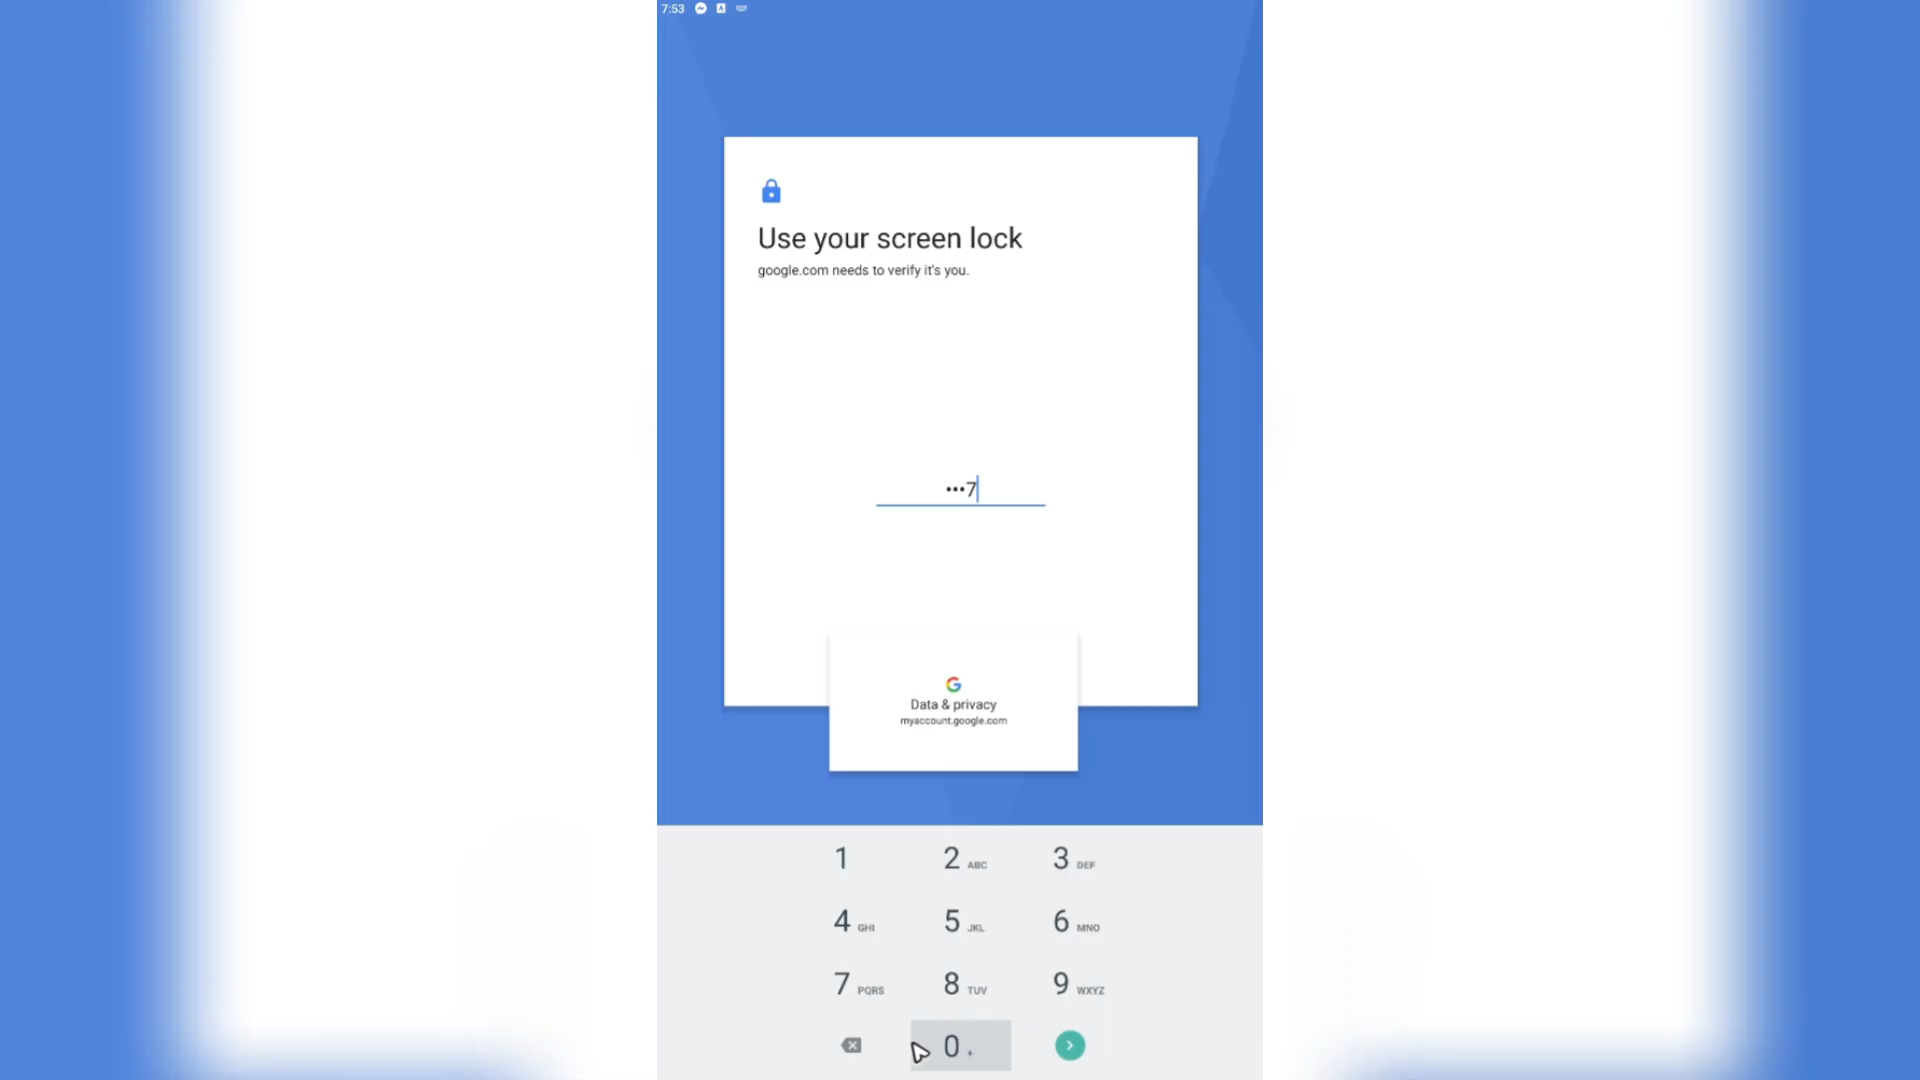 7:53
Use your screen lock
google.com needs to verify it's you.
•••7
G
Data & privacy
myaccount.google.com
1
2 ABC
3 DEF
4 GHI
5 JKL
6 MNO
7 PQRS
8 TUV
9 WXYZ
0 +